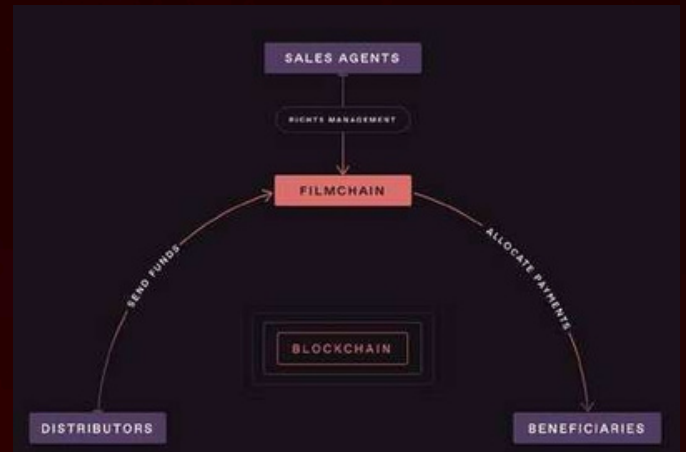 SALES AGENTS
RIGHTS MANAGEMENT
FILMCHAIN
SEND FUNDS
ALLOCATE PAYMENTS
BLOCKCHAIN
DISTRIBUTORS
BENEFICIARIES